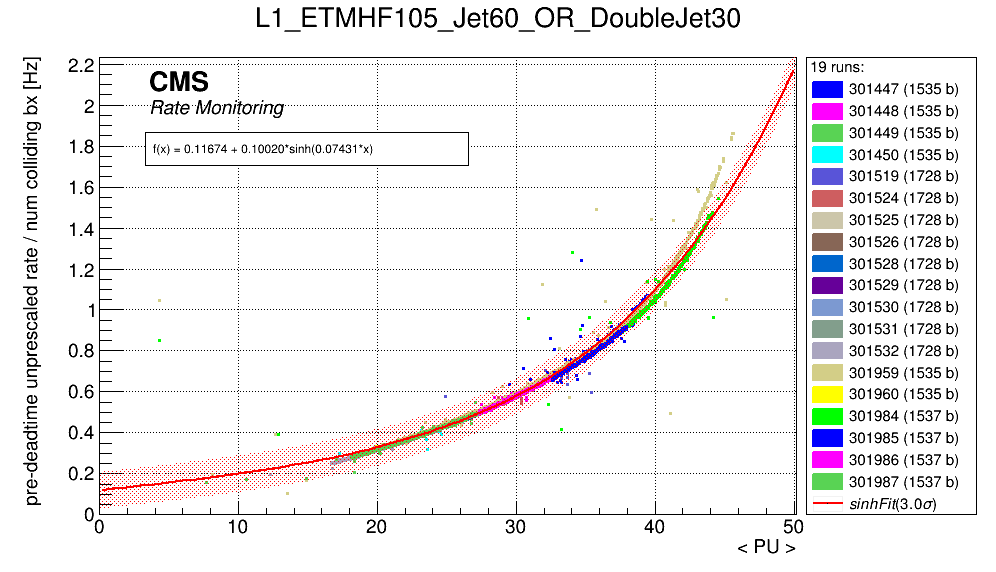 L1_ETMHF105_Jet60_OR_DoubleJet30
pre-deadtime unprescaled rate / num colliding bx [Hz]
CMS
Rate Monitoring
f(x) = 0.11674 + 0.10020*sinh(0.07431*x)
2.2
2
1.8
1.6
1.4
1.2
1
0.8
0.6
0.4
0.2
0
0 10 20 30 40 50
< PU >
19 runs:
301447 (1535 b)
301448 (1535 b)
301449 (1535 b)
301450 (1535 b)
301519 (1728 b)
301524 (1728 b)
301525 (1728 b)
301526 (1728 b)
301528 (1728 b)
301529 (1728 b)
301530 (1728 b)
301531 (1728 b)
301532 (1728 b)
301959 (1535 b)
301960 (1535 b)
301984 (1537 b)
301985 (1537 b)
301986 (1537 b)
301987 (1537 b)
sinhFit(3.0σ)